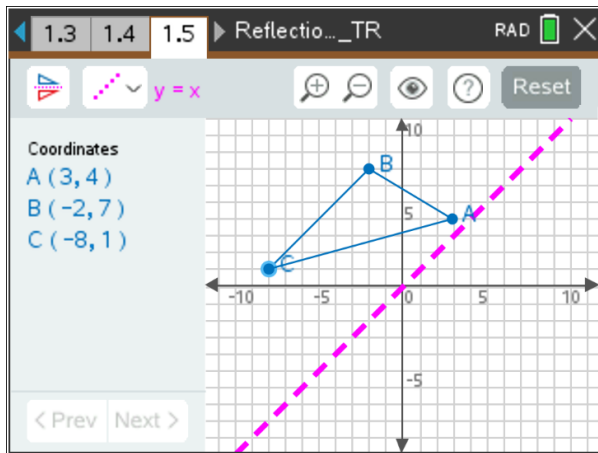 1.3 1.4 1.5 Reflectio..._TR RAD
y = x ? Reset
Coordinates
A (3, 4)
B (-2, 7)
C (-8, 1)
10
B
5
A
C
-10 -5 0 5 10
-5
< Prev Next >